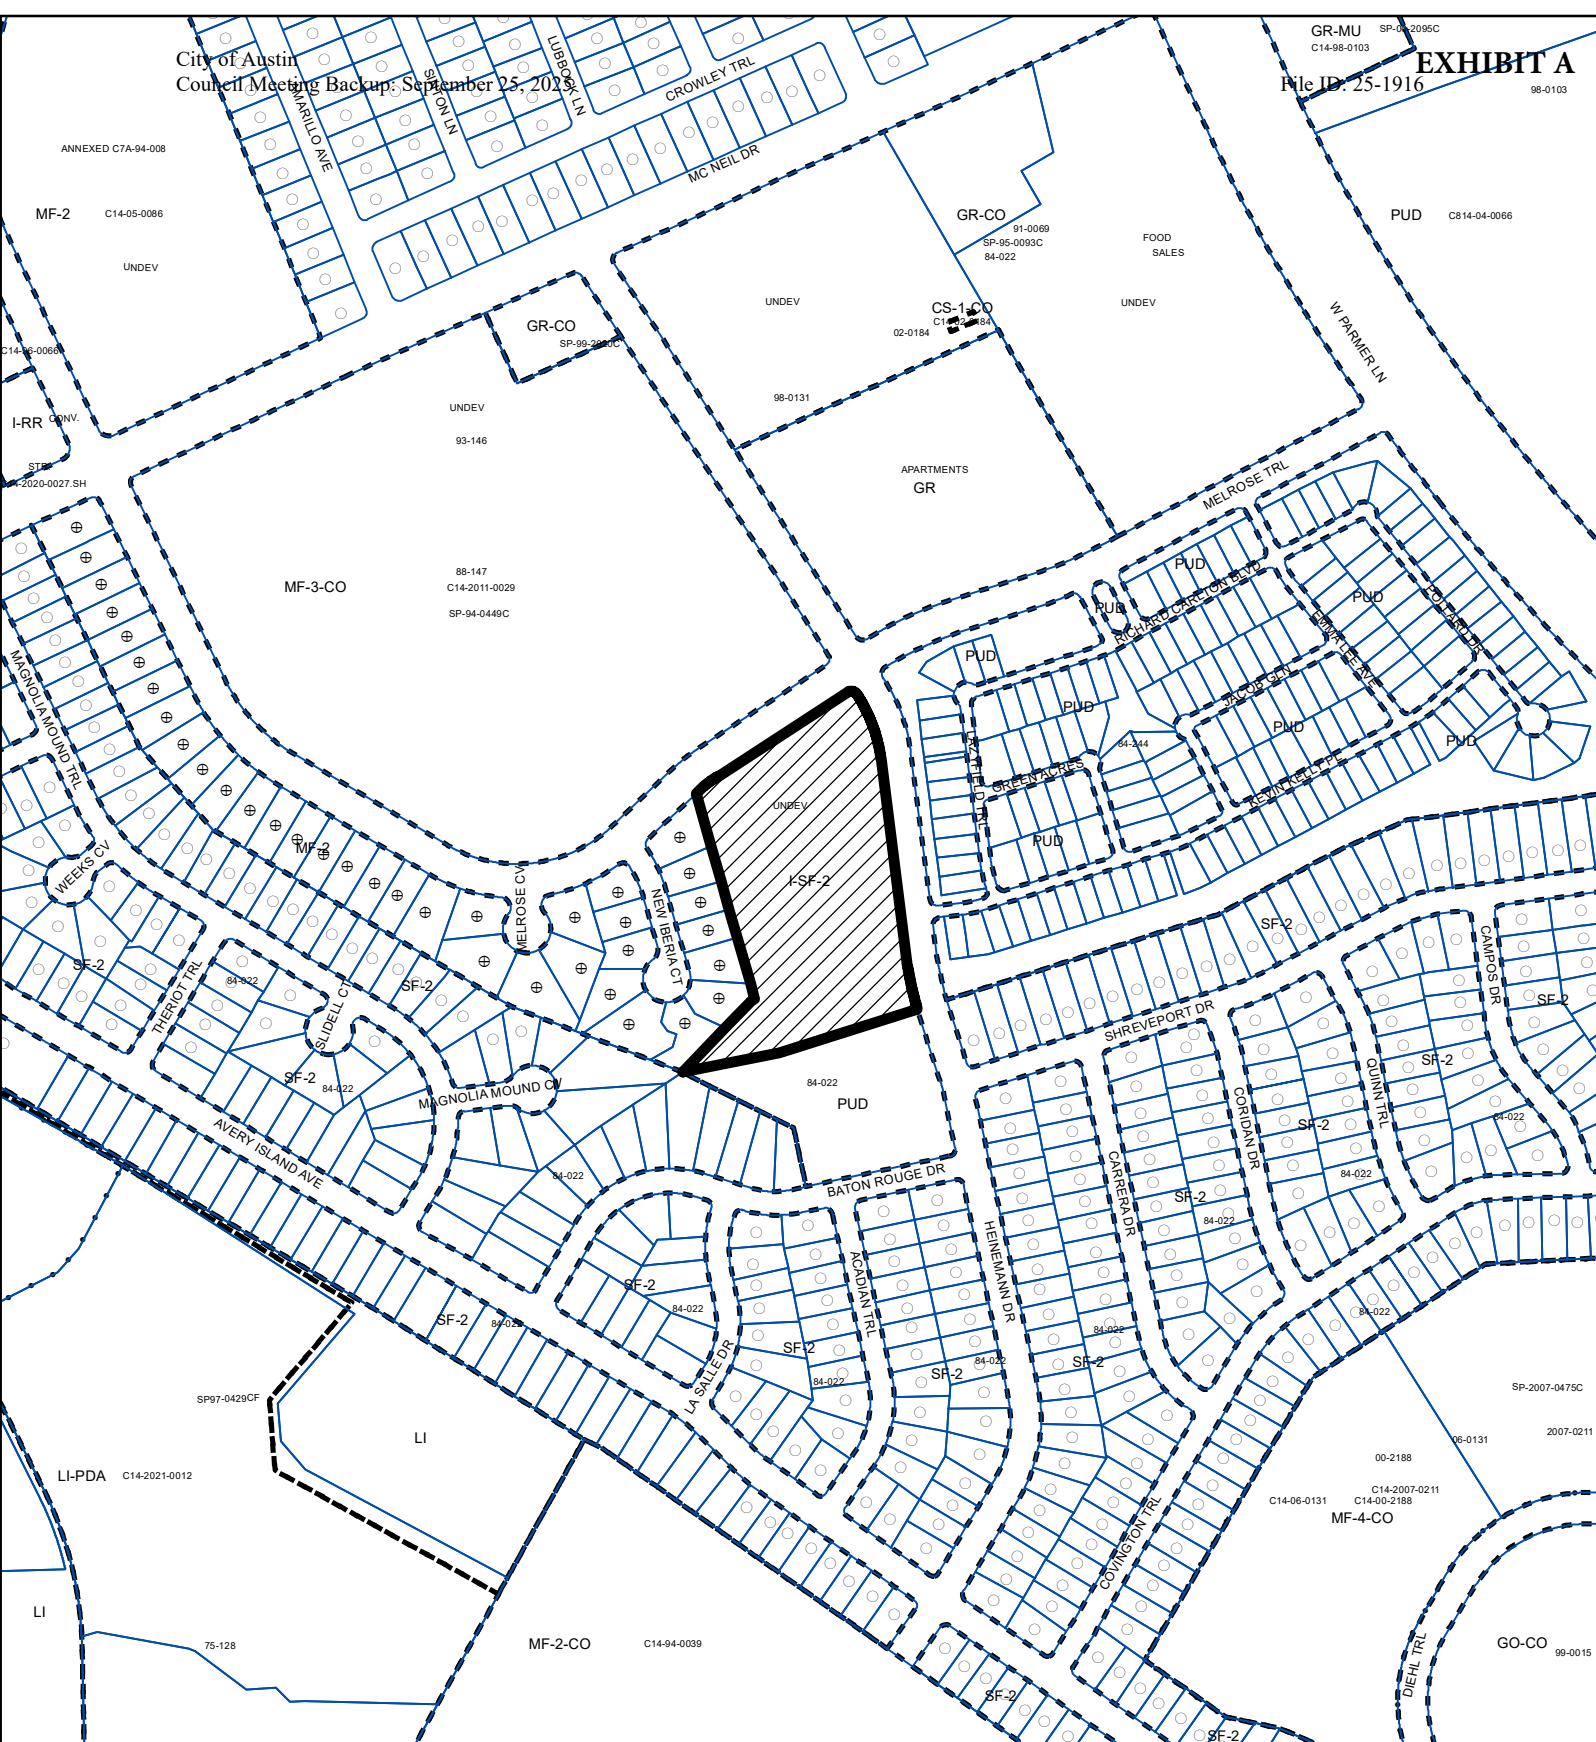 City of Austin
Council Meeting Backup: September 25, 2025
EXHIBIT A
File ID: 25-1916
GR-MU
C14-98-0103
98-0103
AMARILLO AVE
SINTON LN
LUBBOCK LN
CROWLEY TRL
MC NEIL DR
ANNEXED C7A-94-008
MF-2
C14-05-0086
UNDEV
GR-CO
91-0069
SP-95-0093C
84-022
FOOD
SALES
UNDEV
UNDEV
PUD
C814-04-0066
CS-1-CO
02-0184
C14-02-0184
98-0131
W PARMER LN
GR-CO
I-RR
CONV.
UNDEV
93-146
APARTMENTS
GR
MELROSE TRL
MF-3-CO
88-147
C14-2011-0029
SP-94-0449C
PUD
PUD
RICHARD CARLTON BLVD
PUD
POLLARD DR
EMMA LEE AVE
JACOB GLN
PUD
PUD
PUD
PUD
84-244
KEVIN KELLY PL
LAZYFIELD TRL
GREEN ACRES
PUD
MAGNOLIA MOUND TRL
WEEKS CV
MF-2
MELROSE CV
NEW IBERIA CT
UNDEV
I-SF-2
SF-2
THERIOT TRL
84-022
SLIDELL CT
SF-2
SF-2
84-022
MAGNOLIA MOUND CV
AVERY ISLAND AVE
84-022
84-022
PUD
BATON ROUGE DR
SHREVEPORT DR
SF-2
CAMPOS DR
SF-2
QUINN TRL
SF-2
84-022
CORIDAN DR
SF-2
84-022
CARRERA DR
SF-2
84-022
HEINEMANN DR
ACADIAN TRL
SF-2
84-022
LA SALLE DR
SF-2
84-022
SF-2
84-022
SF-2
84-022
SF-2
84-022
84-022
COVINGTON TRL
SP97-0429CF
LI
LI-PDA
C14-2021-0012
LI
75-128
MF-2-CO
C14-94-0039
SP-2007-0475C
06-0131
2007-0211
00-2188
C14-2007-0211
C14-06-0131
C14-00-2188
MF-4-CO
DIEHL TRL
GO-CO
99-0015
SF-2
SF-2